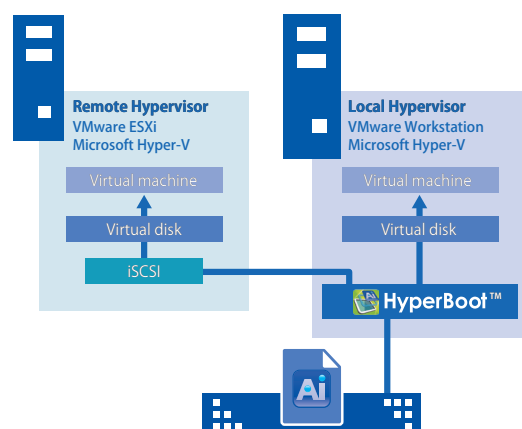 Remote Hypervisor
VMware ESXi
Microsoft Hyper-V
Virtual machine
Virtual disk
iSCSI
Local Hypervisor
VMware Workstation
Microsoft Hyper-V
Virtual machine
Virtual disk
HyperBoot™
Ai